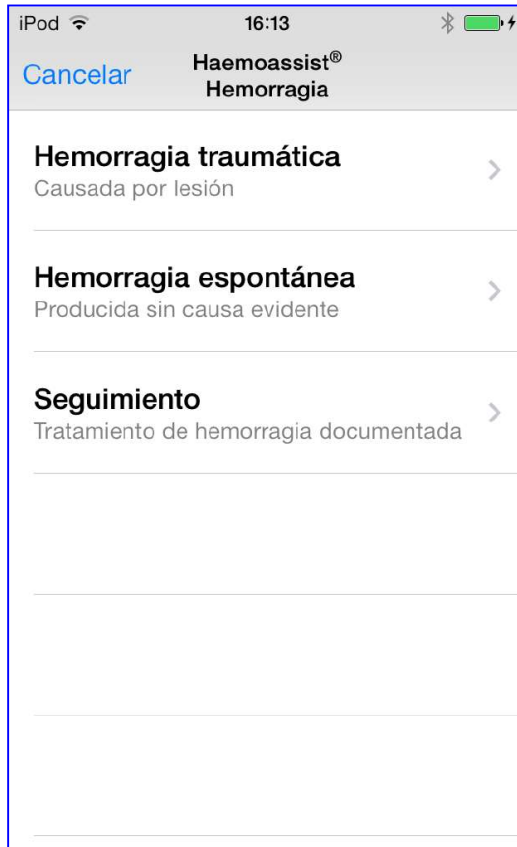 iPod 16:13
Cancelar
Haemoassist®
Hemorragia
Hemorragia traumática
Causada por lesión
Hemorragia espontánea
Producida sin causa evidente
Seguimiento
Tratamiento de hemorragia documentada